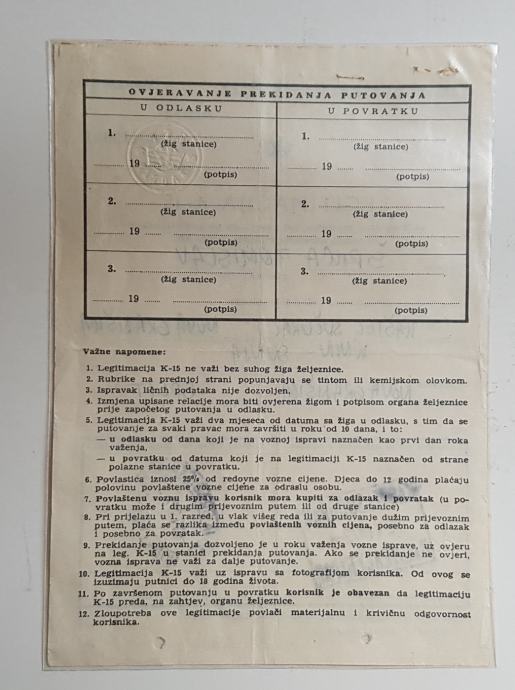 OVJERAVANJE PREKIDANJA PUTOVANJA
U ODLASKU
U POVRATKU
1. ........................
(žig stanice)
........ 19 ..... ................
(potpis)
1. ........................
(žig stanice)
........ 19 ..... ................
(potpis)
2. ........................
(žig stanice)
........ 19 ..... ................
(potpis)
2. ........................
(žig stanice)
........ 19 ..... ................
(potpis)
3. ........................
(žig stanice)
........ 19 ..... ................
(potpis)
3. ........................
(žig stanice)
........ 19 ..... ................
(potpis)
Važne napomene:
1. Legitimacija K-15 ne važi bez suhog žiga željeznice.
2. Rubrike na prednjoj strani popunjavaju se tintom ili kemijskom olovkom.
3. Ispravak ličnih podataka nije dozvoljen.
4. Izmjena upisane relacije mora biti ovjerena žigom i potpisom organa željeznice
prije započetog putovanja u odlasku.
5. Legitimacija K-15 važi dva mjeseca od datuma sa žiga u odlasku, s tim da se
putovanje za svaki pravac mora završiti u roku od 10 dana, i to:
— u odlasku od dana koji je na voznoj ispravi naznačen kao prvi dan roka
važenja,
— u povratku od datuma koji je na legitimaciji K-15 naznačen od strane
polazne stanice u povratku.
6. Povlastica iznosi 25% od redovne vozne cijene. Djeca do 12 godina plaćaju
polovinu povlaštene vozne cijene za odraslu osobu.
7. Povlaštenu voznu ispravu korisnik mora kupiti za odlazak i povratak (u po-
vratku može i drugim prijevoznim putem ili od druge stanice)
8. Pri prijelazu u 1. razred, u vlak višeg reda ili za putovanje dužim prijevoznim
putem, plaća se razlika između povlaštenih voznih cijena, posebno za odlazak
i posebno za povratak.
9. Prekidanje putovanja dozvoljeno je u roku važenja vozne isprave, uz ovjeru
na leg. K-15 u stanici prekidanja putovanja. Ako se prekidanje ne ovjeri,
vozna isprava ne važi za dalje putovanje.
10. Legitimacija K-15 važi uz ispravu sa fotografijom korisnika. Od ovog se
izuzimaju putnici do 18 godina života.
11. Po završenom putovanju u povratku korisnik je obavezan da legitimaciju
K-15 preda, na zahtjev, organu željeznice.
12. Zloupotreba ove legitimacije povlači materijalnu i krivičnu odgovornost
korisnika.